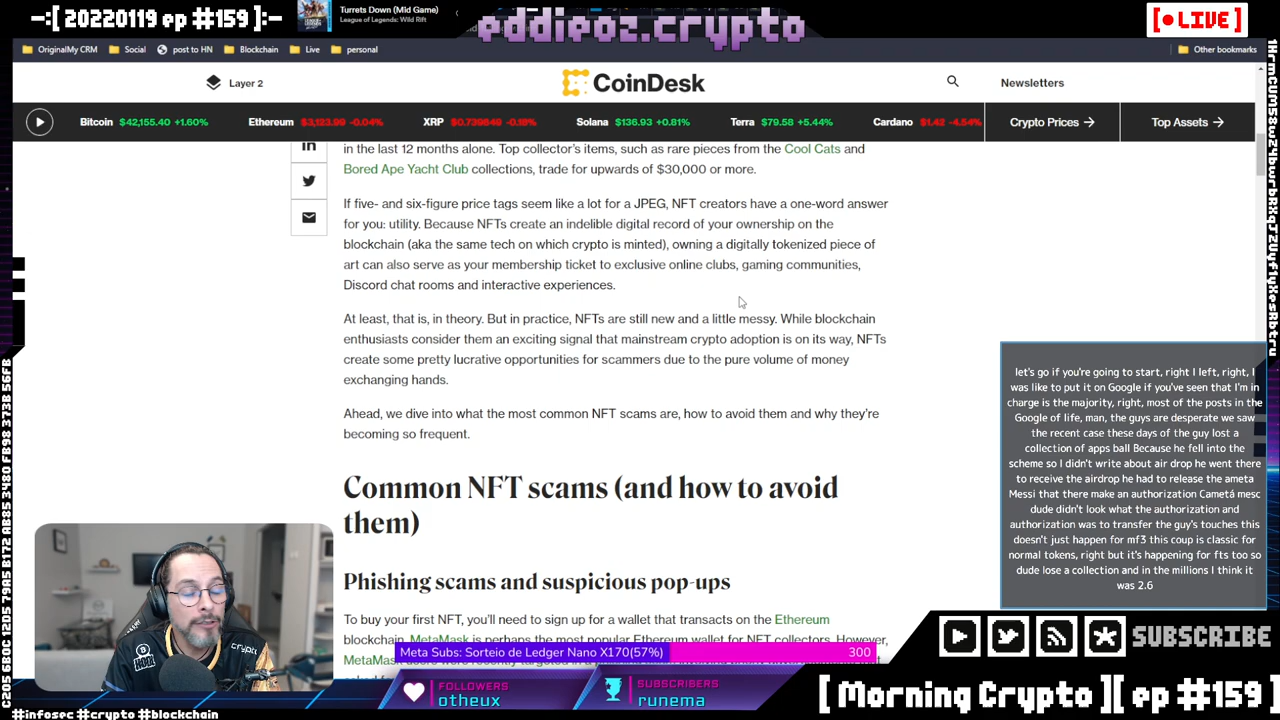 -:[ 20220119 ep #159 ]:-
Turrets Down (Mid Game)
League of Legends: Wild Rift
eddieoz.crypto
[ LIVE ]
OriginalMy CRM
Social
post to HN
Blockchain
Live
personal
Other bookmarks
Layer 2
CoinDesk
Newsletters
Bitcoin $42,155.40 +1.60%
Ethereum $3,123.99 -0.04%
XRP $0.739849 -0.18%
Solana $136.93 +0.81%
Terra $79.58 +5.44%
Cardano $1.42 -4.54%
Crypto Prices →
Top Assets →
in the last 12 months alone. Top collector's items, such as rare pieces from the Cool Cats and
Bored Ape Yacht Club collections, trade for upwards of $30,000 or more.
If five- and six-figure price tags seem like a lot for a JPEG, NFT creators have a one-word answer
for you: utility. Because NFTs create an indelible digital record of your ownership on the
blockchain (aka the same tech on which crypto is minted), owning a digitally tokenized piece of
art can also serve as your membership ticket to exclusive online clubs, gaming communities,
Discord chat rooms and interactive experiences.
At least, that is, in theory. But in practice, NFTs are still new and a little messy. While blockchain
enthusiasts consider them an exciting signal that mainstream crypto adoption is on its way, NFTs
create some pretty lucrative opportunities for scammers due to the pure volume of money
exchanging hands.
Ahead, we dive into what the most common NFT scams are, how to avoid them and why they're
becoming so frequent.
Common NFT scams (and how to avoid
them)
Phishing scams and suspicious pop-ups
To buy your first NFT, you'll need to sign up for a wallet that transacts on the Ethereum
blockchain. MetaMask is perhaps the most popular Ethereum wallet for NFT collectors. However,
MetaMask
let's go if you're going to start, right I left, right, I
was like to put it on Google if you've seen that I'm in
charge is the majority, right, most of the posts in the
Google of life, man, the guys are desperate we saw
the recent case these days of the guy lost a
collection of apps ball Because he fell into the
scheme so I didn't write about air drop he went there
to receive the airdrop he had to release the ameta
Messi that there make an authorization Cametá mesc
dude didn't look what the authorization and
authorization was to transfer the guy's touches this
doesn't just happen for mf3 this coup is classic for
normal tokens, right but it's happening for fts too so
dude lose a collection and in the millions I think it
was 2.6
Meta Subs: Sorteio de Ledger Nano X170(57%)
300
FOLLOWERS
otheux
SUBSCRIBERS
runema
SUBSCRIBE
[ Morning Crypto ][ ep #159 ]
#infosec #crypto #blockchain